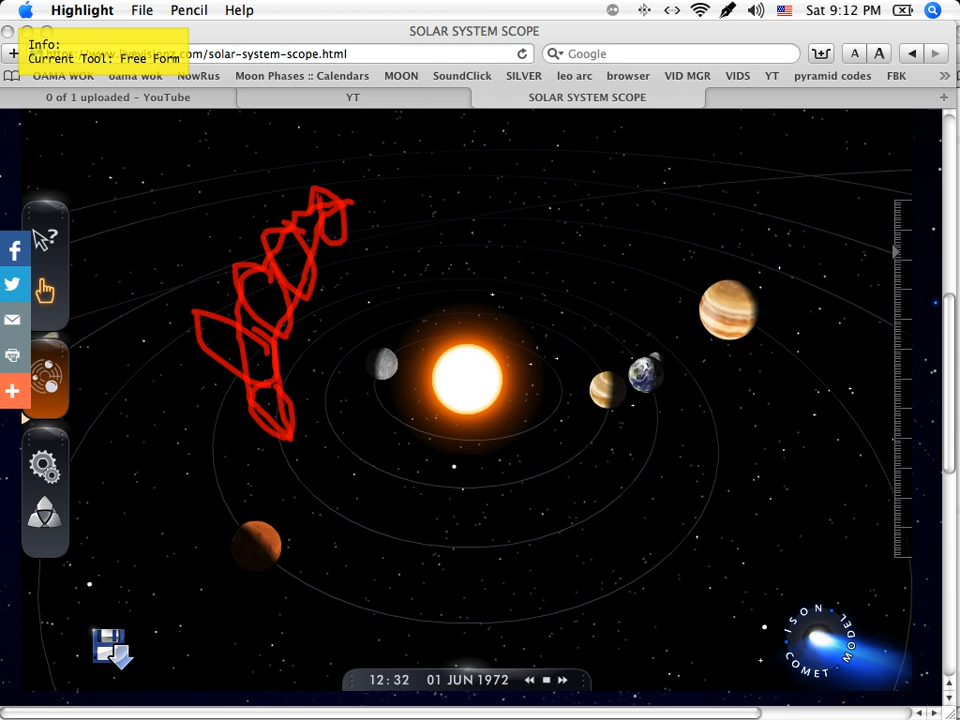 Highlight File Pencil Help Sat 9:12 PM
SOLAR SYSTEM SCOPE
/solar-system-scope.html Google A A
Info:
Current Tool: Free Form
OAMA WOK oama wok NowRus Moon Phases :: Calendars MOON SoundClick SILVER leo arc browser VID MGR VIDS YT pyramid codes FBK
0 of 1 uploaded – YouTube YT SOLAR SYSTEM SCOPE
12:32 01 JUN 1972
ISON MODEL
COMET